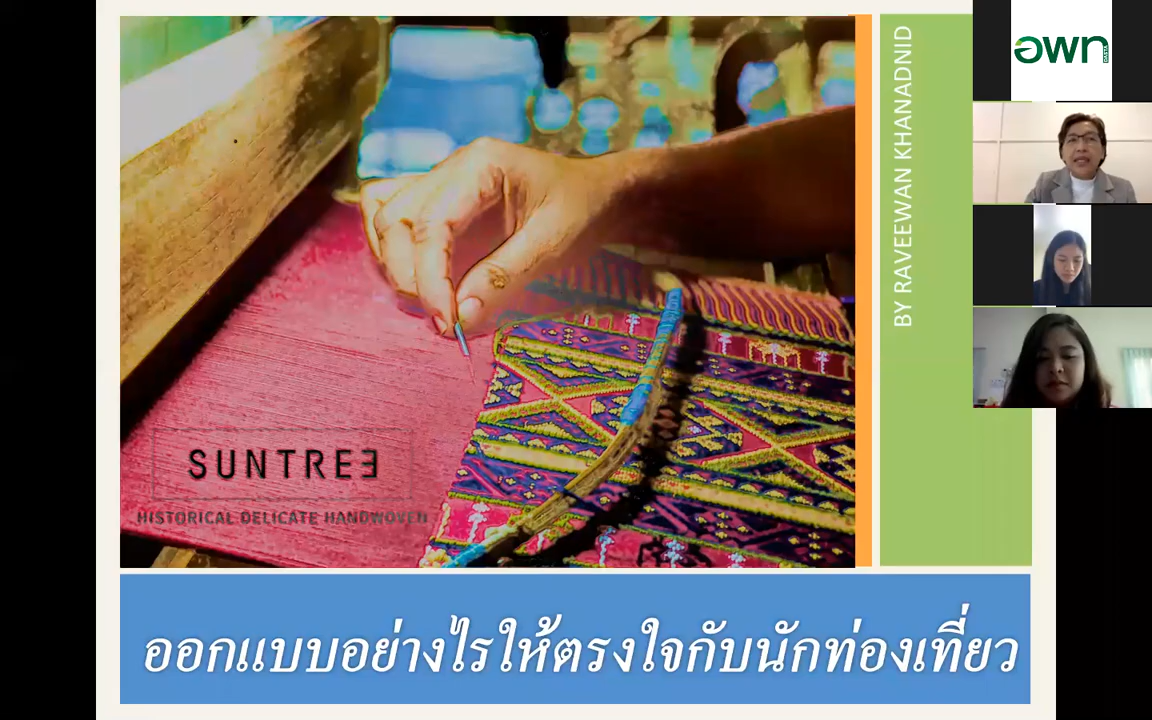 SUNTREE
HISTORICAL DELICATE HANDWOVEN
ออกแบบอย่างไรให้ตรงใจกับนักท่องเที่ยว
BY RAVEEWAN KHANADNID
อพท
DASTA